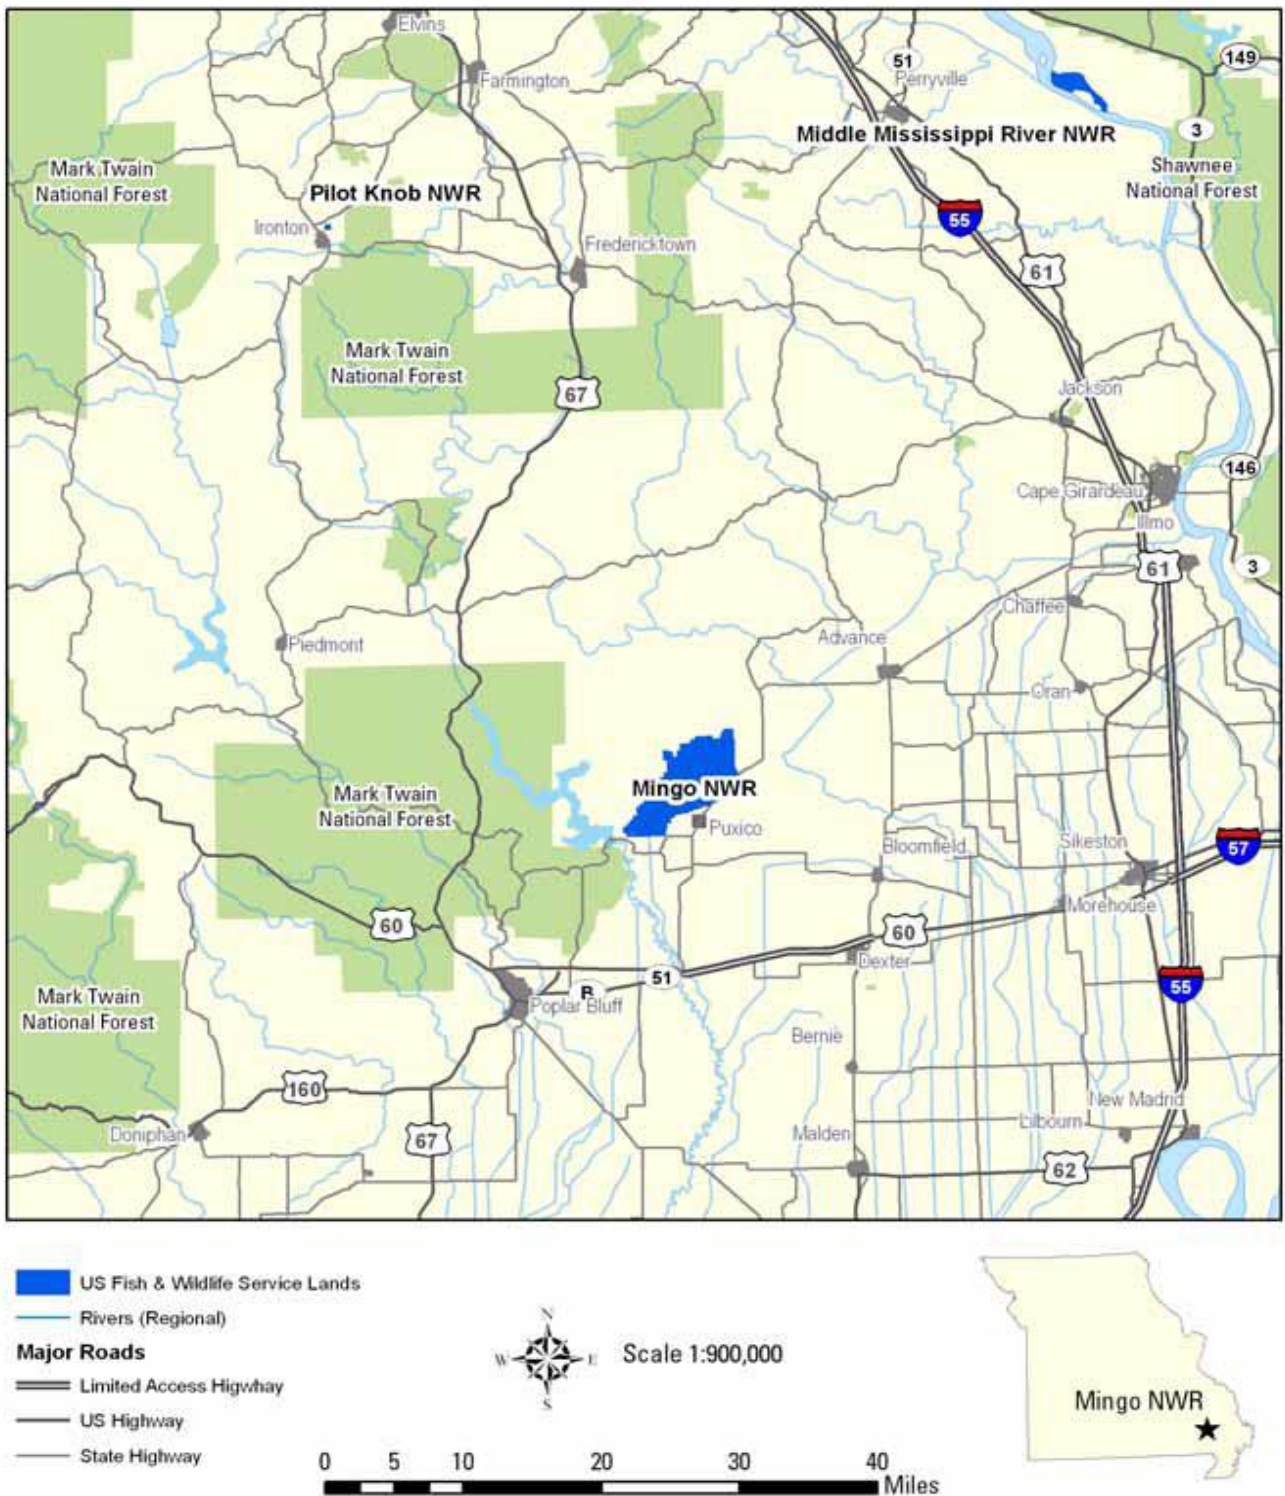 Elvins
Farmington
51
Perryville
149
Middle Mississippi River NWR
3
Mark Twain
National Forest
Pilot Knob NWR
Shawnee
National Forest
Ironton
55
Fredericktown
61
Mark Twain
National Forest
67
Jackson
146
Cape Girardeau
Illmo
61
3
Chaffee
Advance
Piedmont
Oran
Mingo NWR
Mark Twain
National Forest
Puxico
Bloomfield
Sikeston
57
60
Morehouse
60
Dexter
51
55
Mark Twain
National Forest
B
Poplar Bluff
Bernie
160
New Madrid
Doniphan
67
Malden
Lilbourn
62
US Fish & Wildlife Service Lands
Rivers (Regional)
Major Roads
Limited Access Higwhay
US Highway
State Highway
N
W E
S
Scale 1:900,000
0 5 10 20 30 40
Miles
Mingo NWR